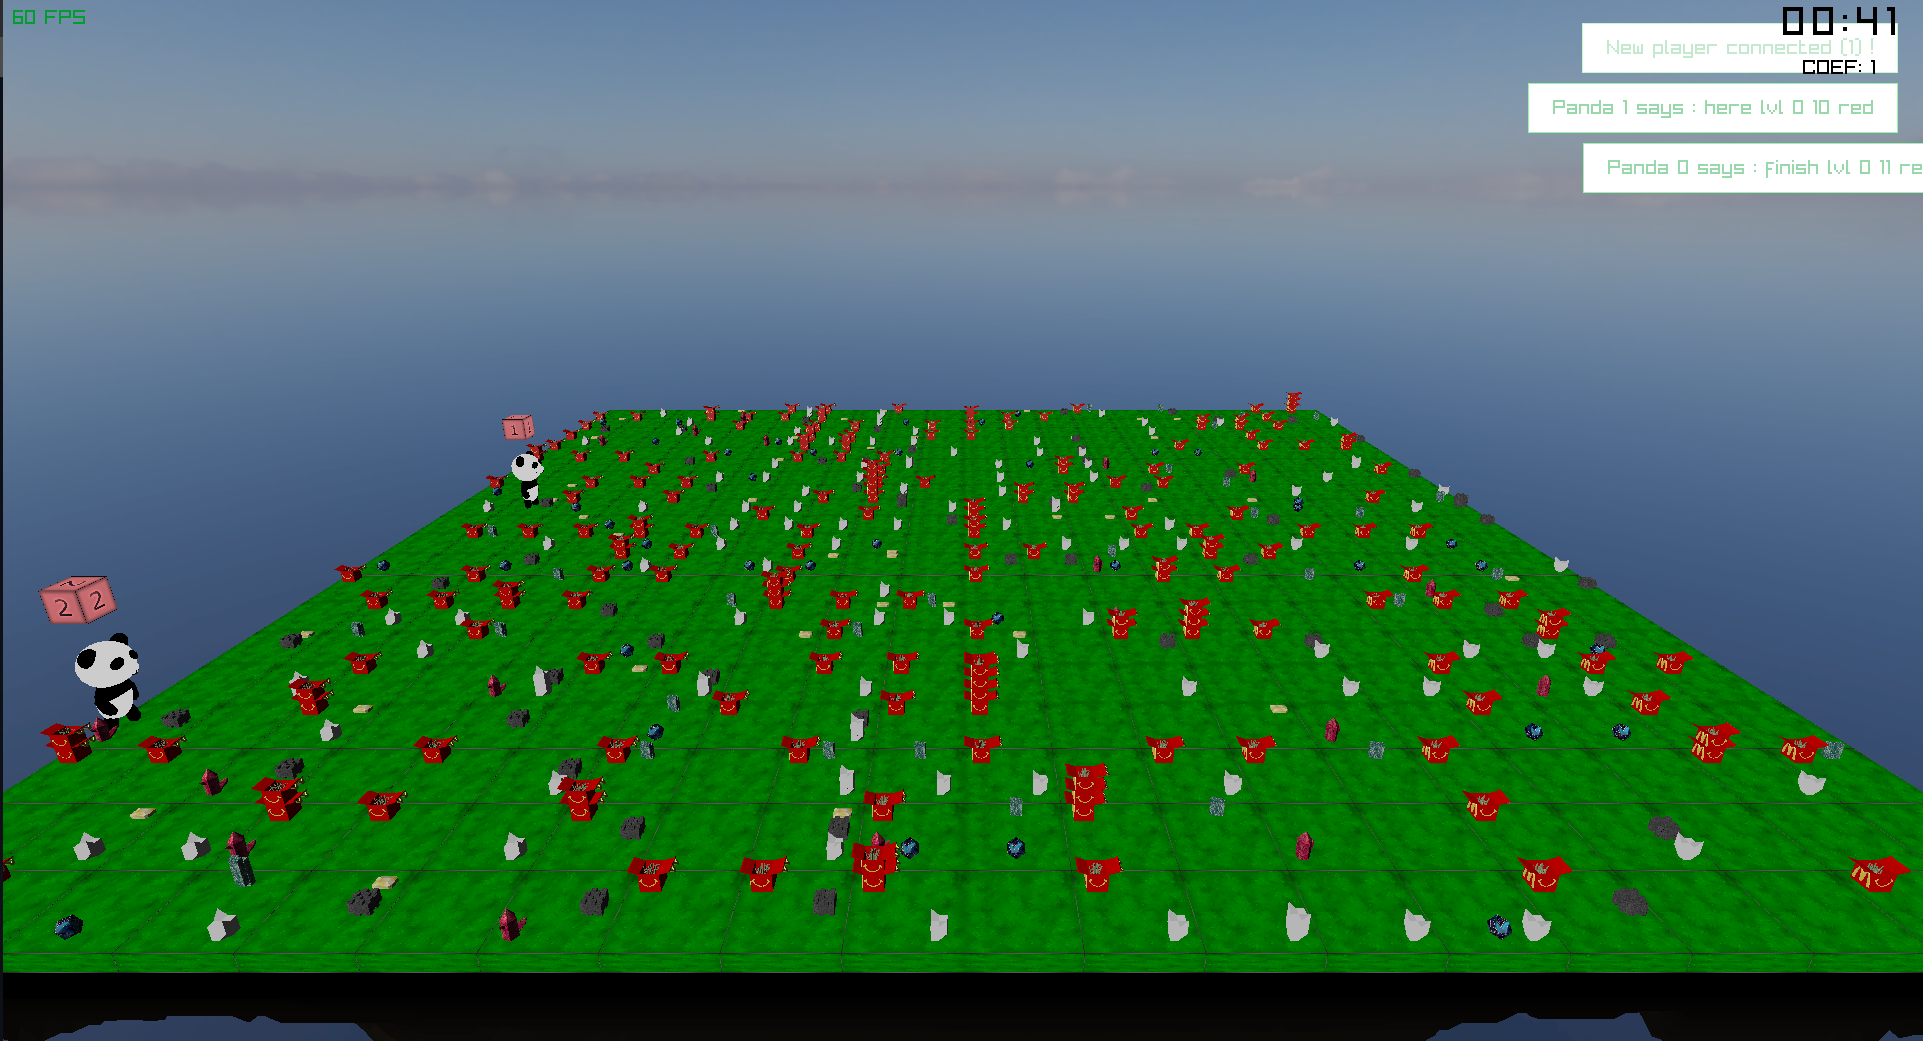 60 FPS
00:41
New player connected (1) !
COEF: 1
Panda 1 says : here lvl 0 10 red
Panda 0 says : finish lvl 0 11 re
1
2 2